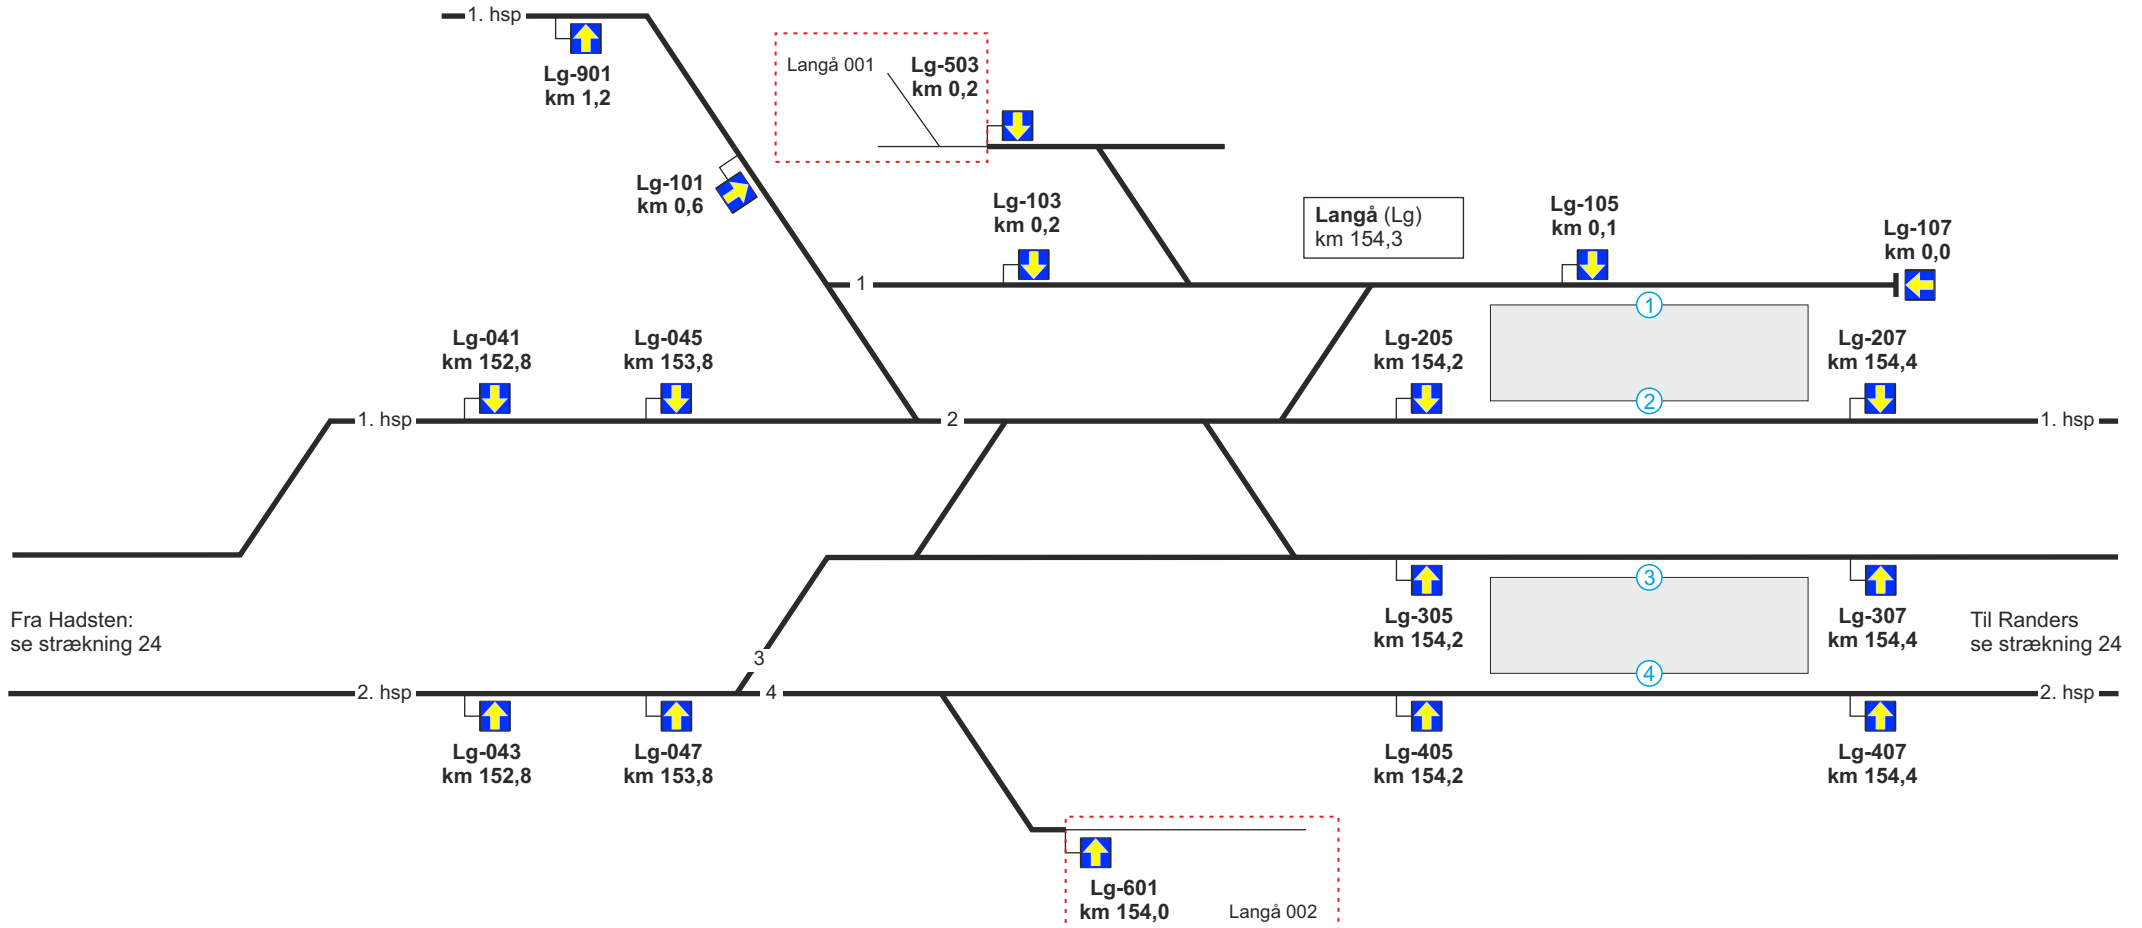 1. hsp
Lg-901
km 1,2
Langå 001
Lg-503
km 0,2
Lg-101
km 0,6
Lg-103
km 0,2
Langå (Lg)
km 154,3
Lg-105
km 0,1
Lg-107
km 0,0
1
1
Lg-041
km 152,8
Lg-045
km 153,8
Lg-205
km 154,2
Lg-207
km 154,4
2
1. hsp
2
1. hsp
Fra Hadsten:
se strækning 24
3
Lg-305
km 154,2
3
Lg-307
km 154,4
Til Randers
se strækning 24
4
2. hsp
4
2. hsp
Lg-043
km 152,8
Lg-047
km 153,8
Lg-405
km 154,2
Lg-407
km 154,4
Lg-601
km 154,0
Langå 002